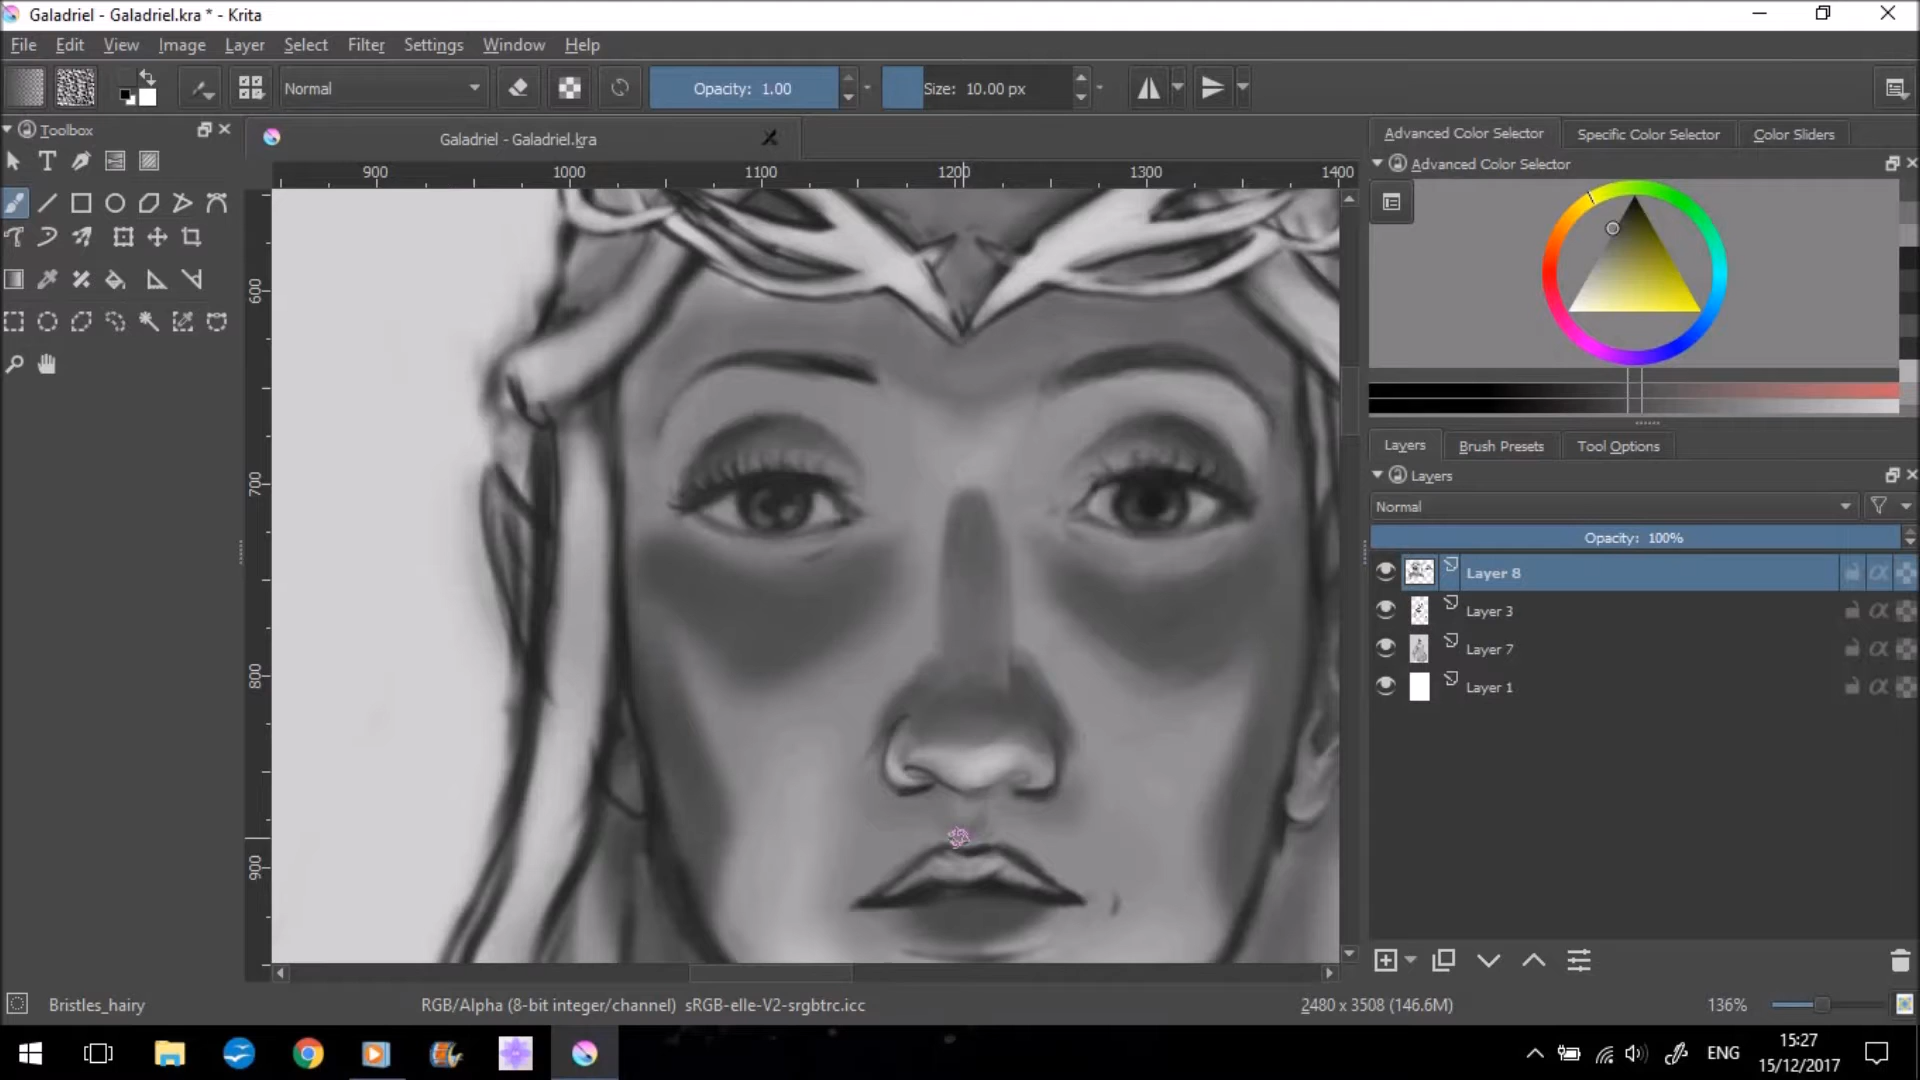 Galadriel - Galadriel.kra * - Krita
File Edit View Image Layer Select Filter Settings Window Help
Normal Opacity: 1.00 Size: 10.00 px
Toolbox
Galadriel - Galadriel.kra
Advanced Color Selector Specific Color Selector Color Sliders
Advanced Color Selector
900 1000 1100 1200 1300 1400
600
700
800
900
Layers Brush Presets Tool Options
Layers
Normal
Opacity: 100%
Layer 8
Layer 3
Layer 7
Layer 1
Bristles_hairy RGB/Alpha (8-bit integer/channel) sRGB-elle-V2-srgbtrc.icc 2480 x 3508 (146.6M) 136%
ENG 15:27
15/12/2017